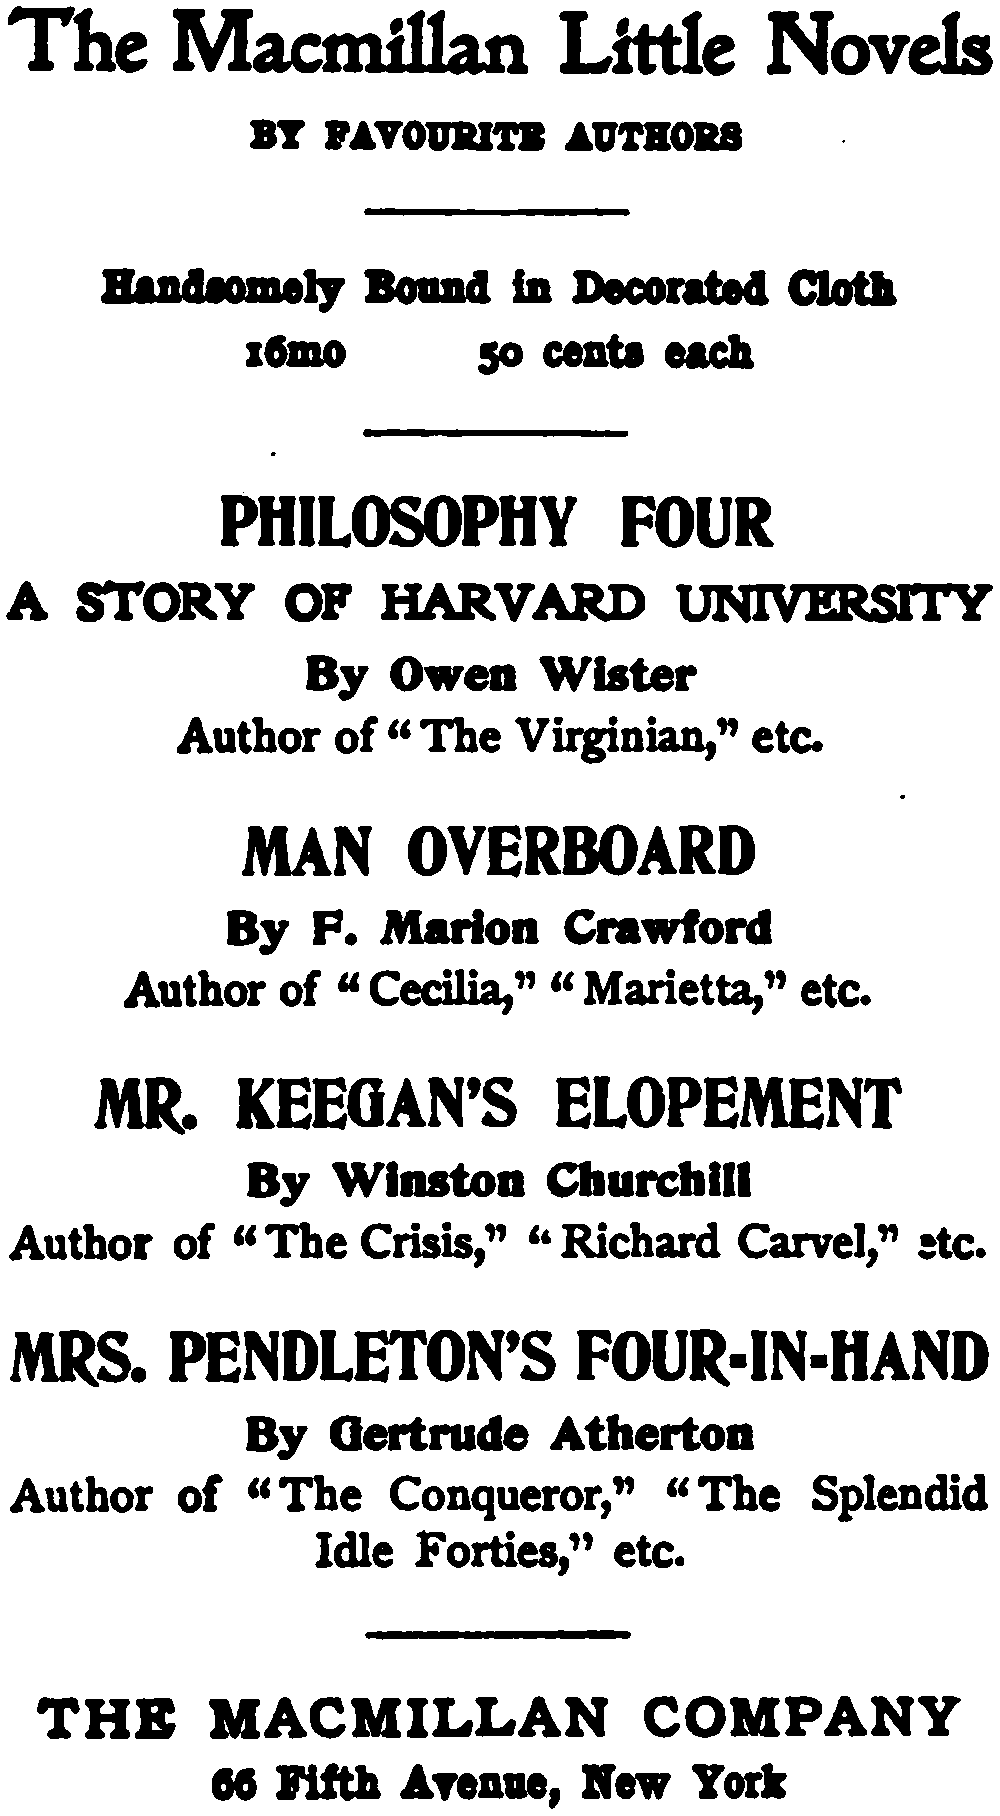 The Macmillan Little Novels
BY FAVOURITE AUTHORS
Handsomely Bound in Decorated Cloth
16mo 50 cents each
PHILOSOPHY FOUR
A STORY OF HARVARD UNIVERSITY
By Owen Wister
Author of “The Virginian,” etc.
MAN OVERBOARD
By F. Marion Crawford
Author of “Cecilia,” “Marietta,” etc.
MR. KEEGAN’S ELOPEMENT
By Winston Churchill
Author of “The Crisis,” “Richard Carvel,” etc.
MRS. PENDLETON’S FOUR-IN-HAND
By Gertrude Atherton
Author of “The Conqueror,” “The Splendid
Idle Forties,” etc.
THE MACMILLAN COMPANY
66 Fifth Avenue, New York